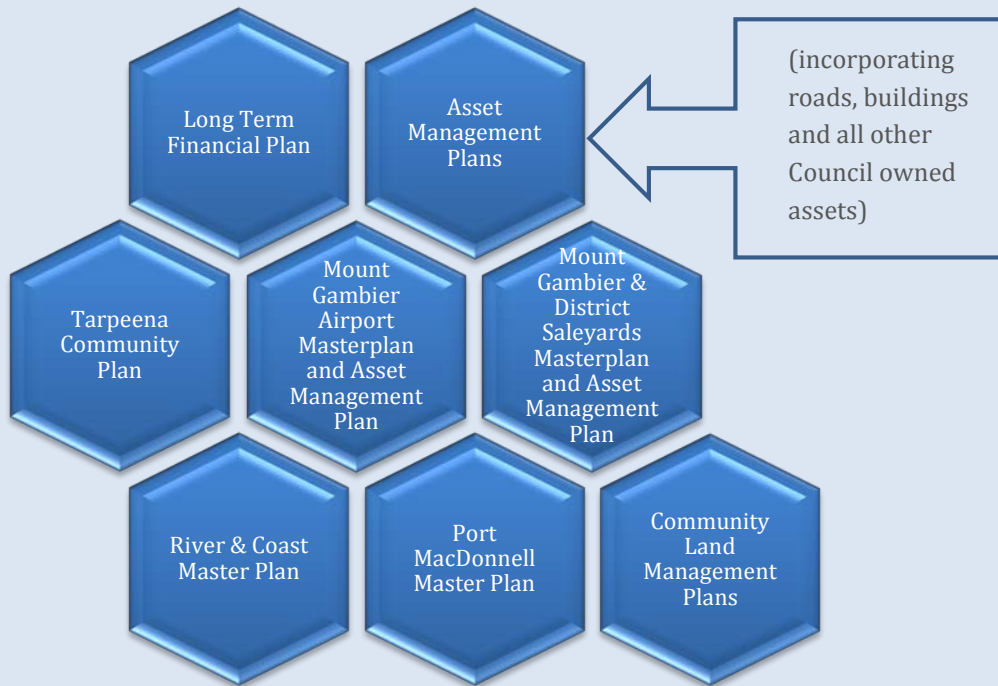 Long Term
Financial Plan
Asset
Management
Plans
(incorporating
roads, buildings
and all other
Council owned
assets)
Tarpeena
Community
Plan
Mount
Gambier
Airport
Masterplan
and Asset
Management
Plan
Mount
Gambier &
District
Saleyards
Masterplan
and Asset
Management
Plan
River & Coast
Master Plan
Port
MacDonnell
Master Plan
Community
Land
Management
Plans